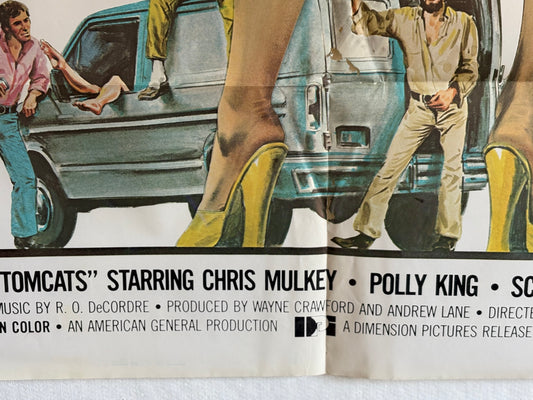 TOMCATS" STARRING CHRIS MULKEY • POLLY KING • SC
MUSIC BY R. O. DeCORDRE • PRODUCED BY WAYNE CRAWFORD AND ANDREW LANE • DIRECTE
N COLOR • AN AMERICAN GENERAL PRODUCTION A DIMENSION PICTURES RELEASE